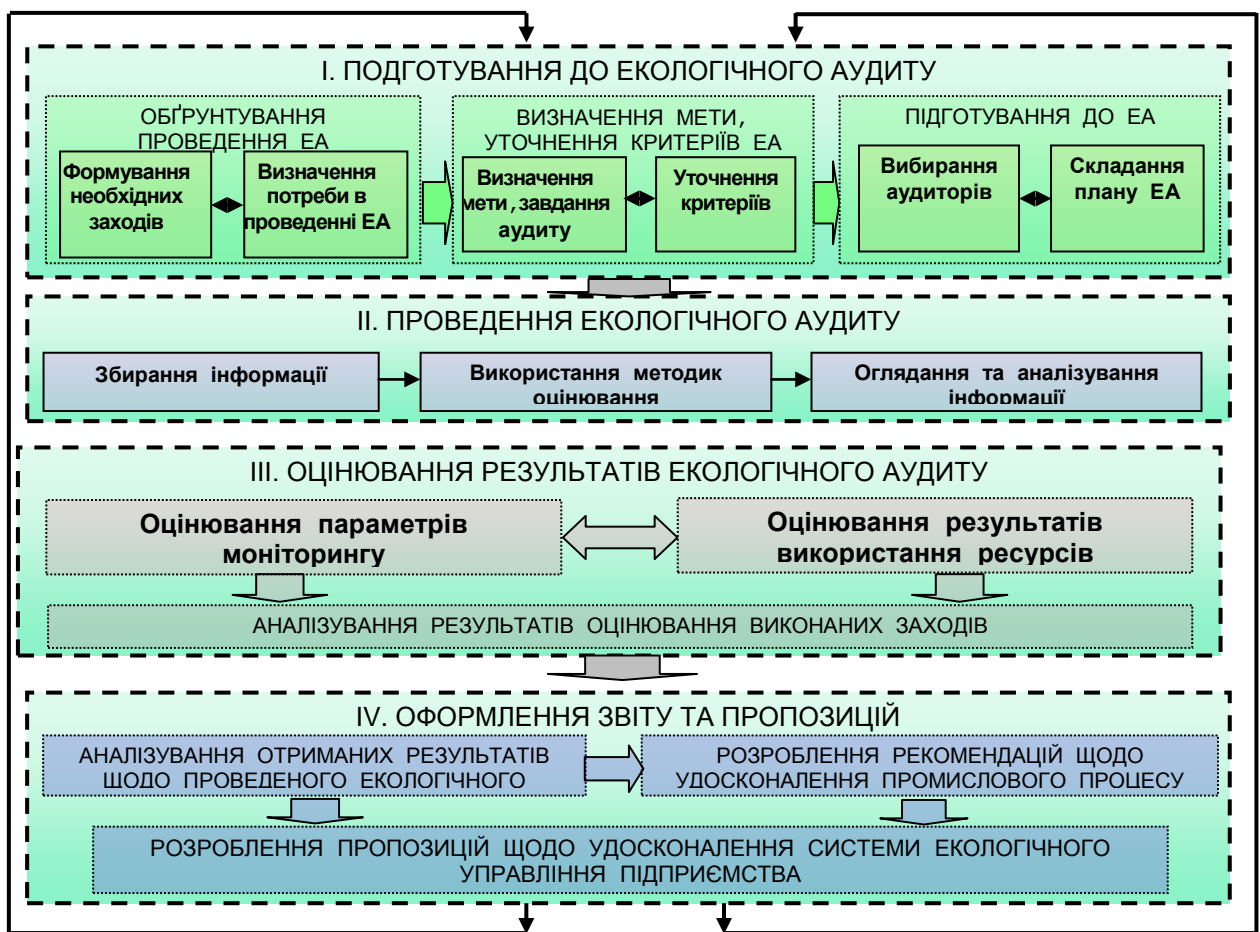 І. ПОДГОТУВАННЯ ДО ЕКОЛОГІЧНОГО АУДИТУ
ОБҐРУНТУВАННЯ
ПРОВЕДЕННЯ ЕА
Формування
необхідних
заходів
Визначення
потреби в
проведенні ЕА
ВИЗНАЧЕННЯ МЕТИ,
УТОЧНЕННЯ КРИТЕРІЇВ ЕА
Визначення
мети,завдання
аудиту
Уточнення
критеріїв
ПІДГОТУВАННЯ ДО ЕА
Вибирання
аудиторів
Складання
плану ЕА
ІІ. ПРОВЕДЕННЯ ЕКОЛОГІЧНОГО АУДИТУ
Збирання інформації
Використання методик
оцінювання
Оглядання та аналізування
інформації
ІІІ. ОЦІНЮВАННЯ РЕЗУЛЬТАТІВ ЕКОЛОГІЧНОГО АУДИТУ
Оцінювання параметрів
моніторингу
Оцінювання результатів
використання ресурсів
АНАЛІЗУВАННЯ РЕЗУЛЬТАТІВ ОЦІНЮВАННЯ ВИКОНАНИХ ЗАХОДІВ
IV. ОФОРМЛЕННЯ ЗВІТУ ТА ПРОПОЗИЦІЙ
АНАЛІЗУВАННЯ ОТРИМАНИХ РЕЗУЛЬТАТІВ
ЩОДО ПРОВЕДЕНОГО ЕКОЛОГІЧНОГО
РОЗРОБЛЕННЯ РЕКОМЕНДАЦІЙ ЩОДО
УДОСКОНАЛЕННЯ ПРОМИСЛОВОГО ПРОЦЕСУ
РОЗРОБЛЕННЯ ПРОПОЗИЦІЙ ЩОДО УДОСКОНАЛЕННЯ СИСТЕМИ ЕКОЛОГІЧНОГО
УПРАВЛІННЯ ПІДПРИЄМСТВА